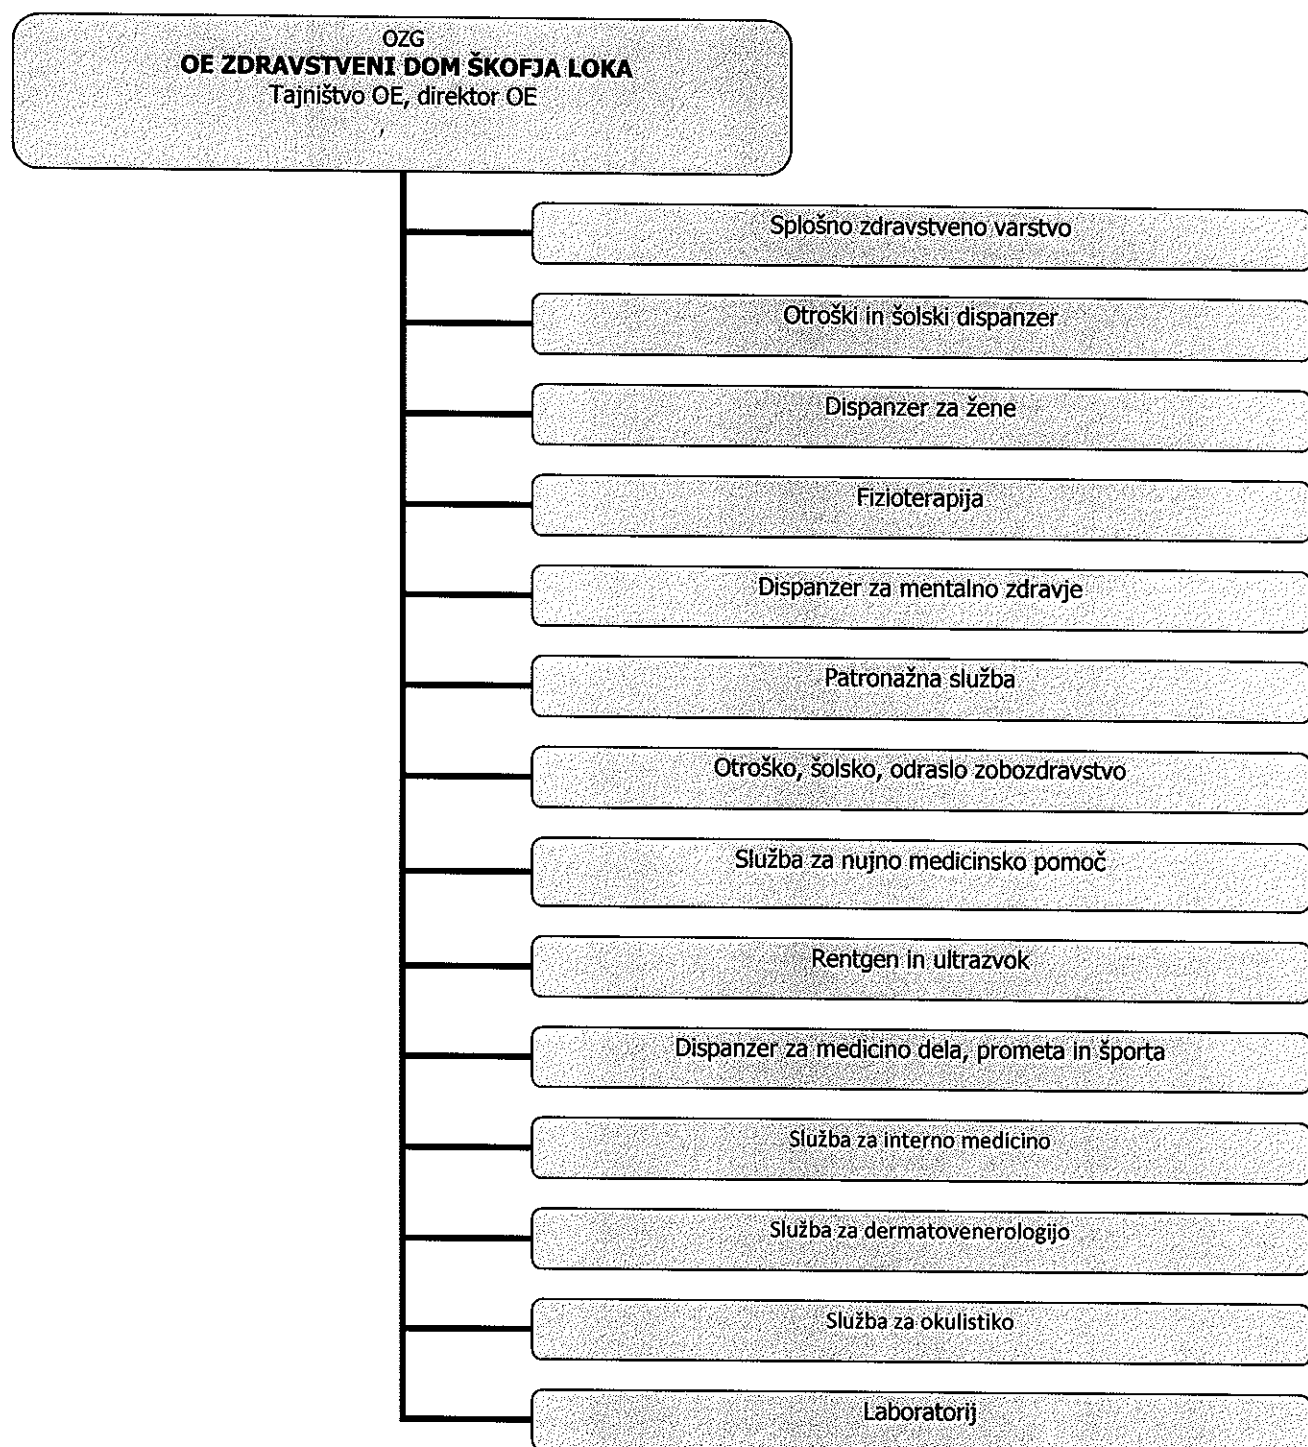 OZG
OE ZDRAVSTVENI DOM ŠKOFJA LOKA
Tajništvo OE, direktor OE
,
Splošno zdravstveno varstvo
Otroški in šolski dispanzer
Dispanzer za žene
Fizioterapija
Dispanzer za mentalno zdravje
Patronažna služba
Otroško, šolsko, odraslo zobozdravstvo
Služba za nujno medicinsko pomoč
Rentgen in ultrazvok
Dispanzer za medicino dela, prometa in športa
Služba za interno medicino
Služba za dermatovenerologijo
Služba za okulistiko
Laboratorij